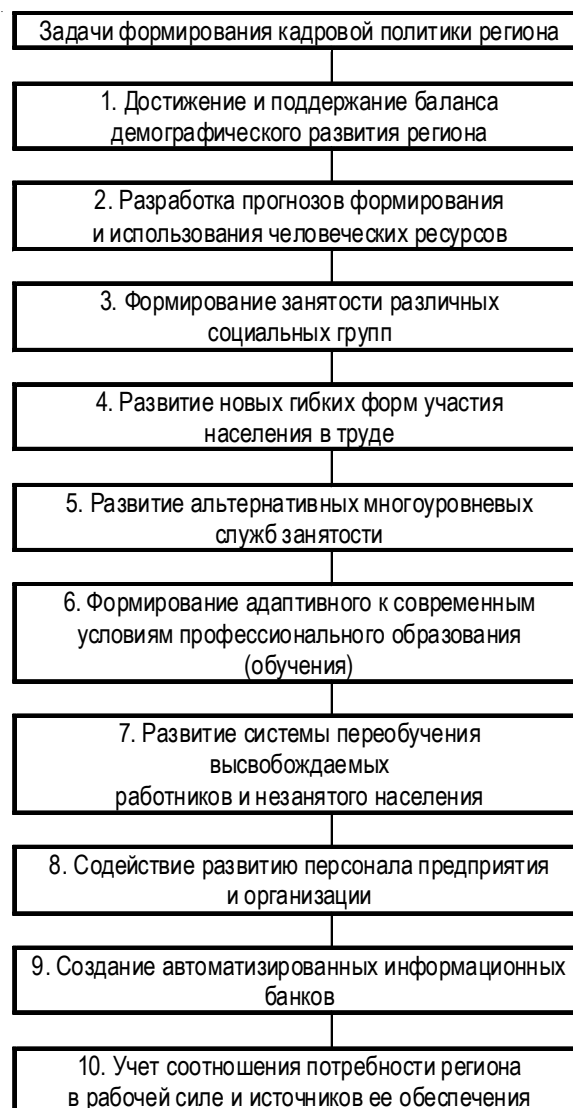 Задачи формирования кадровой политики региона
1. Достижение и поддержание баланса
демографического развития региона
2. Разработка прогнозов формирования
и использования человеческих ресурсов
3. Формирование занятости различных
социальных групп
4. Развитие новых гибких форм участия
населения в труде
5. Развитие альтернативных многоуровневых
служб занятости
6. Формирование адаптивного к современным
условиям профессионального образования
(обучения)
7. Развитие системы переобучения
высвобождаемых
работников и незанятого населения
8. Содействие развитию персонала предприятия
и организации
9. Создание автоматизированных информационных
банков
10. Учет соотношения потребности региона
в рабочей силе и источников ее обеспечения